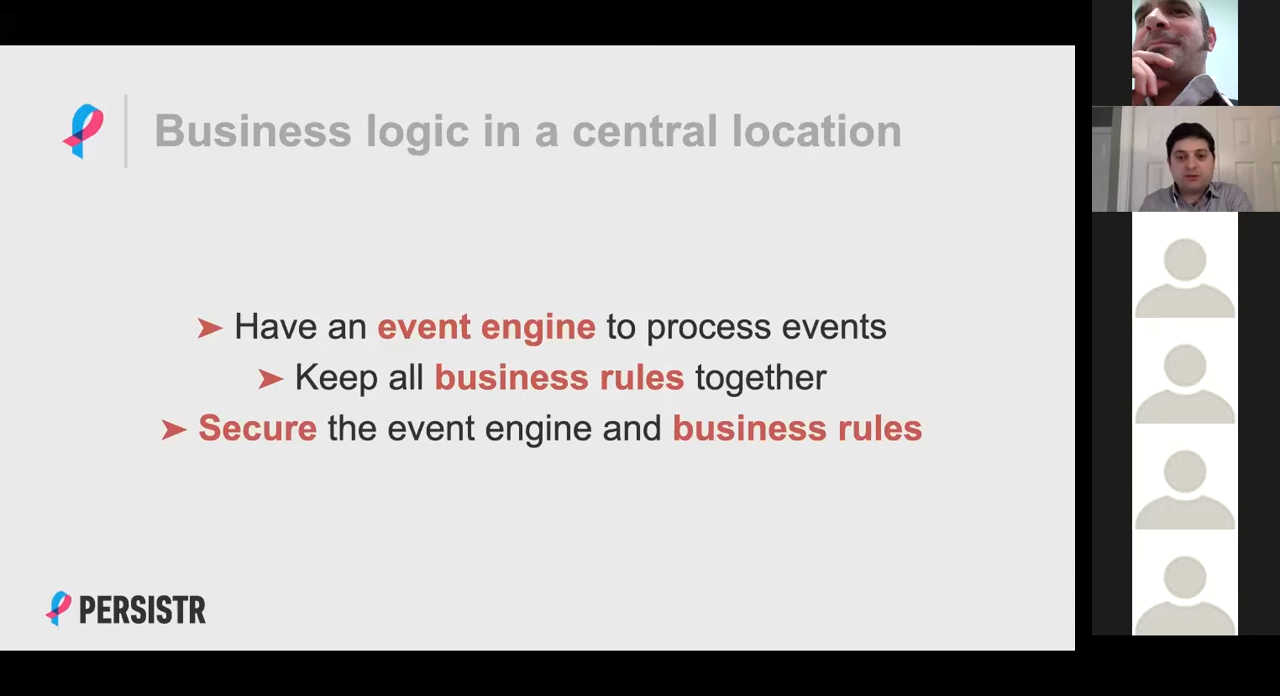 Business logic in a central location
➤ Have an event engine to process events
➤ Keep all business rules together
➤ Secure the event engine and business rules
PERSISTR